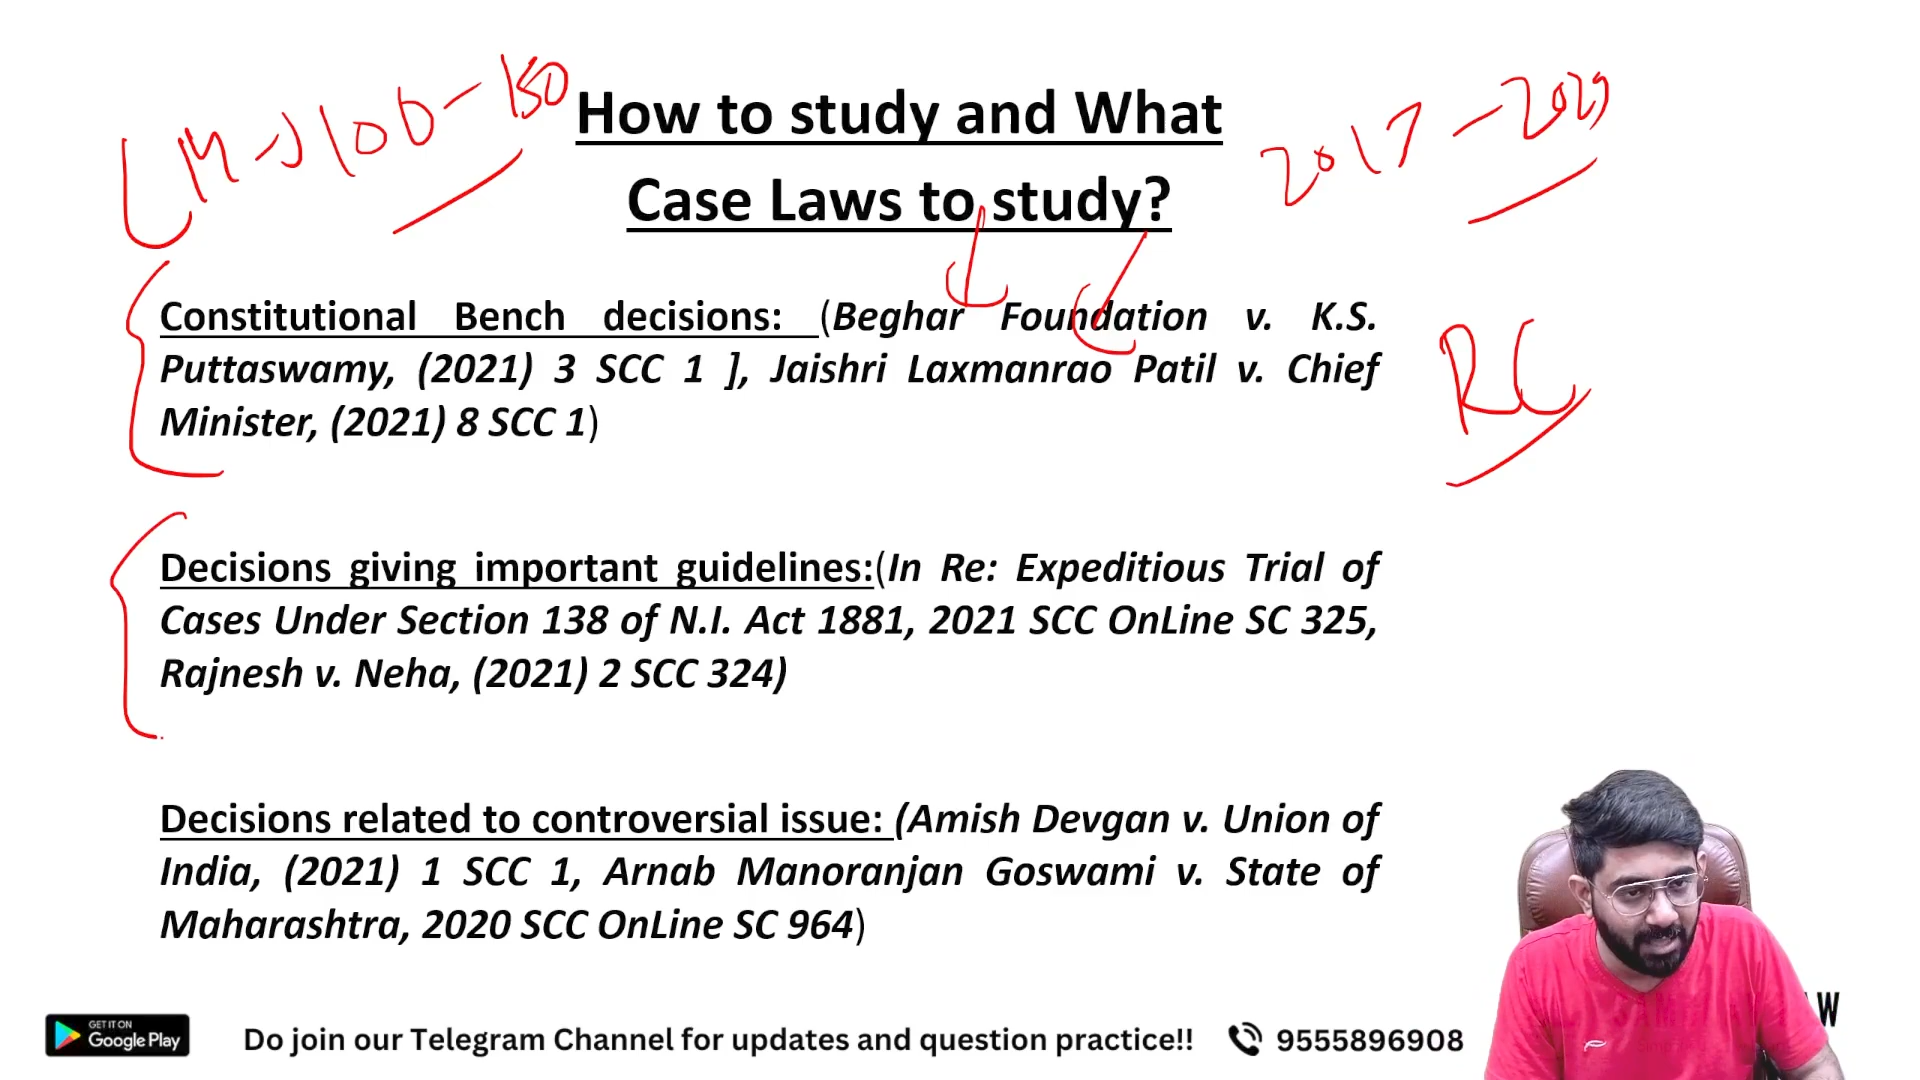 LM → 100 - 150
How to study and What
2017 - 2023
Case Laws to study?
Constitutional Bench decisions: (Beghar Foundation v. K.S.
Puttaswamy, (2021) 3 SCC 1 ], Jaishri Laxmanrao Patil v. Chief
Minister, (2021) 8 SCC 1)
RC
Decisions giving important guidelines:(In Re: Expeditious Trial of
Cases Under Section 138 of N.I. Act 1881, 2021 SCC OnLine SC 325,
Rajnesh v. Neha, (2021) 2 SCC 324)
Decisions related to controversial issue: (Amish Devgan v. Union of
India, (2021) 1 SCC 1, Arnab Manoranjan Goswami v. State of
Maharashtra, 2020 SCC OnLine SC 964)
GET IT ON
Google Play
Do join our Telegram Channel for updates and question practice!!
9555896908